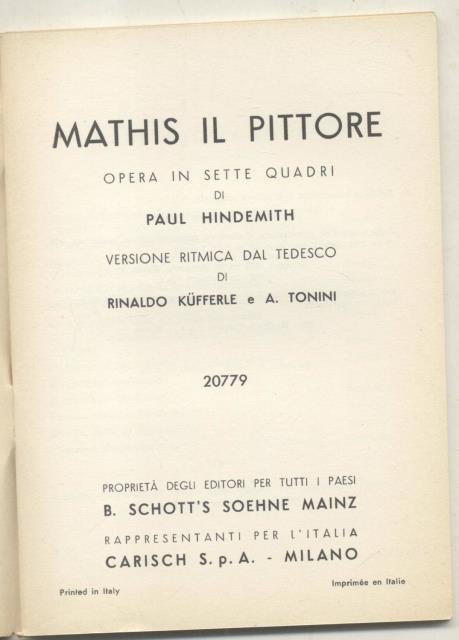 MATHIS IL PITTORE
OPERA IN SETTE QUADRI
DI
PAUL HINDEMITH
VERSIONE RITMICA DAL TEDESCO
DI
RINALDO KÜFFERLE e A. TONINI
20779
PROPRIETÁ DEGLI EDITORI PER TUTTI I PAESI
B. SCHOTT'S SOEHNE MAINZ
RAPPRESENTANTI PER L'ITALIA
CARISCH S. p. A. - MILANO
Printed in Italy
Imprimée en Italie